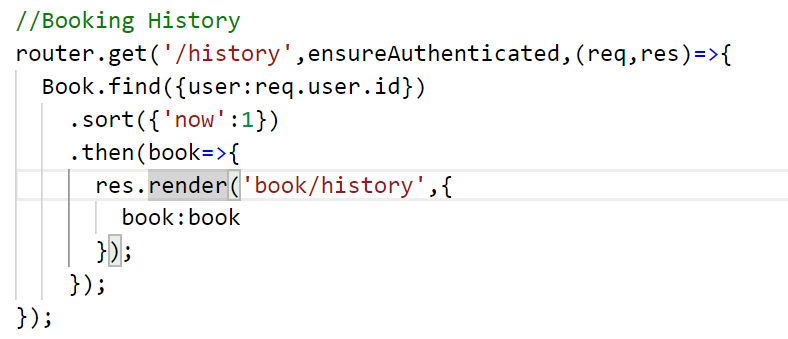 //Booking History
router.get('/history',ensureAuthenticated,(req,res)=>{
  Book.find({user:req.user.id})
    .sort({'now':1})
    .then(book=>{
      res.render('book/history',{
        book:book
      });
    });
});